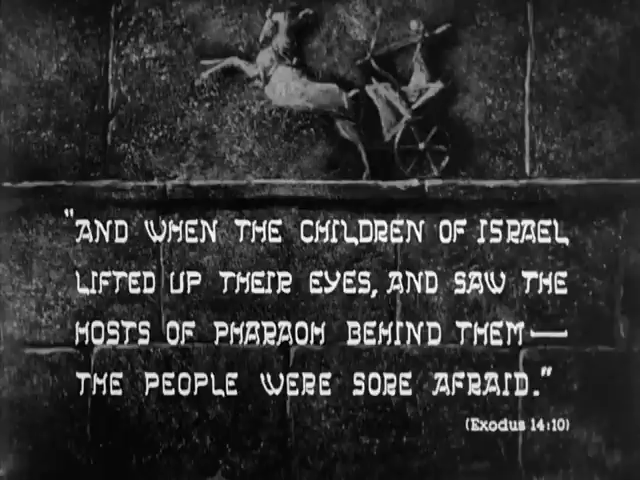 "AND WHEN THE CHILDREN OF ISRAEL
LIFTED UP THEIR EYES, AND SAW THE
HOSTS OF PHARAOH BEHIND THEM—
THE PEOPLE WERE SORE AFRAID."
(Exodus 14:10)